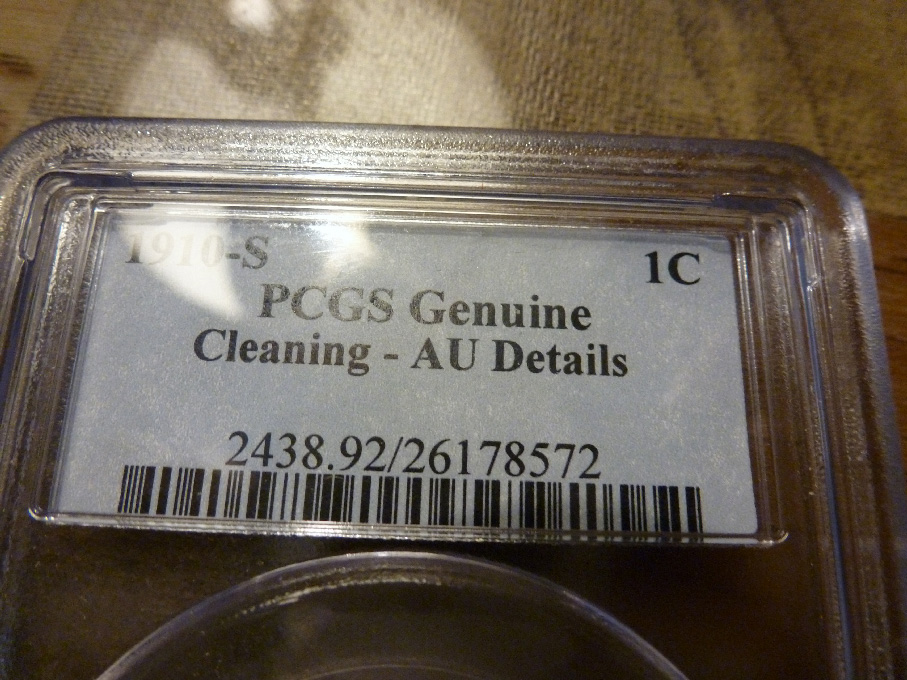 1910-S 1C
PCGS Genuine
Cleaning - AU Details
2438.92/26178572